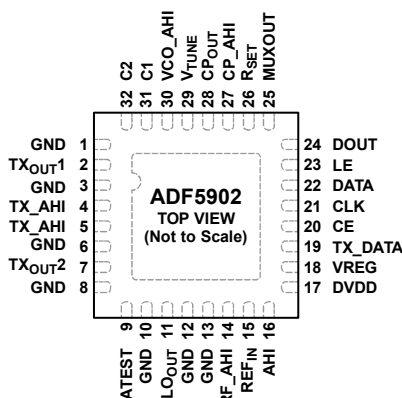 32 C2
31 C1
30 VCO_AHI
29 VTUNE
28 CPOUT
27 CP_AHI
26 RSET
25 MUXOUT
GND 1
TXOUT1 2
GND 3
TX_AHI 4
TX_AHI 5
GND 6
TXOUT2 7
GND 8
ADF5902
TOP VIEW
(Not to Scale)
24 DOUT
23 LE
22 DATA
21 CLK
20 CE
19 TX_DATA
18 VREG
17 DVDD
ATEST 9
GND 10
LOOUT 11
GND 12
GND 13
RF_AHI 14
REFIN 15
AHI 16